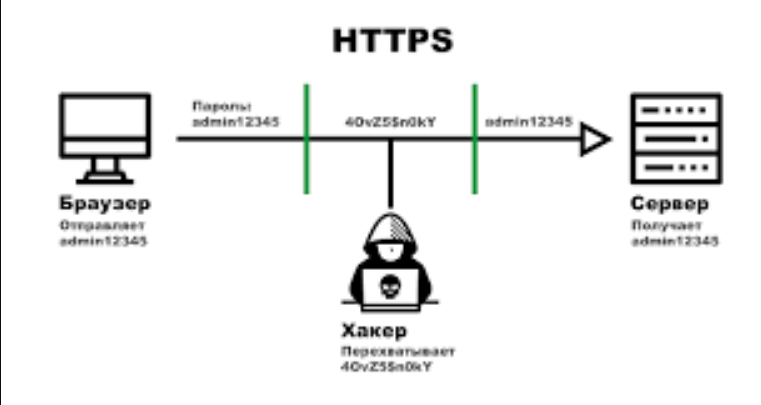 HTTPS
Пароль:
admin12345
4OvZ5$n0kY
admin12345
Браузер
Отправляет
admin12345
Сервер
Получает
admin12345
Хакер
Перехватывает
4OvZ5$n0kY